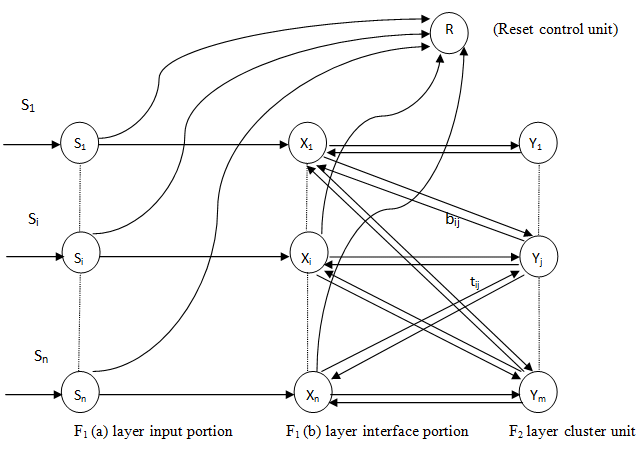 R (Reset control unit)
S₁
S₁ X₁ Y₁
Sᵢ
bᵢⱼ
Sᵢ Xᵢ Yⱼ
tᵢⱼ
Sₙ
Sₙ Xₙ Yₘ
F₁ (a) layer input portion F₁ (b) layer interface portion F₂ layer cluster unit